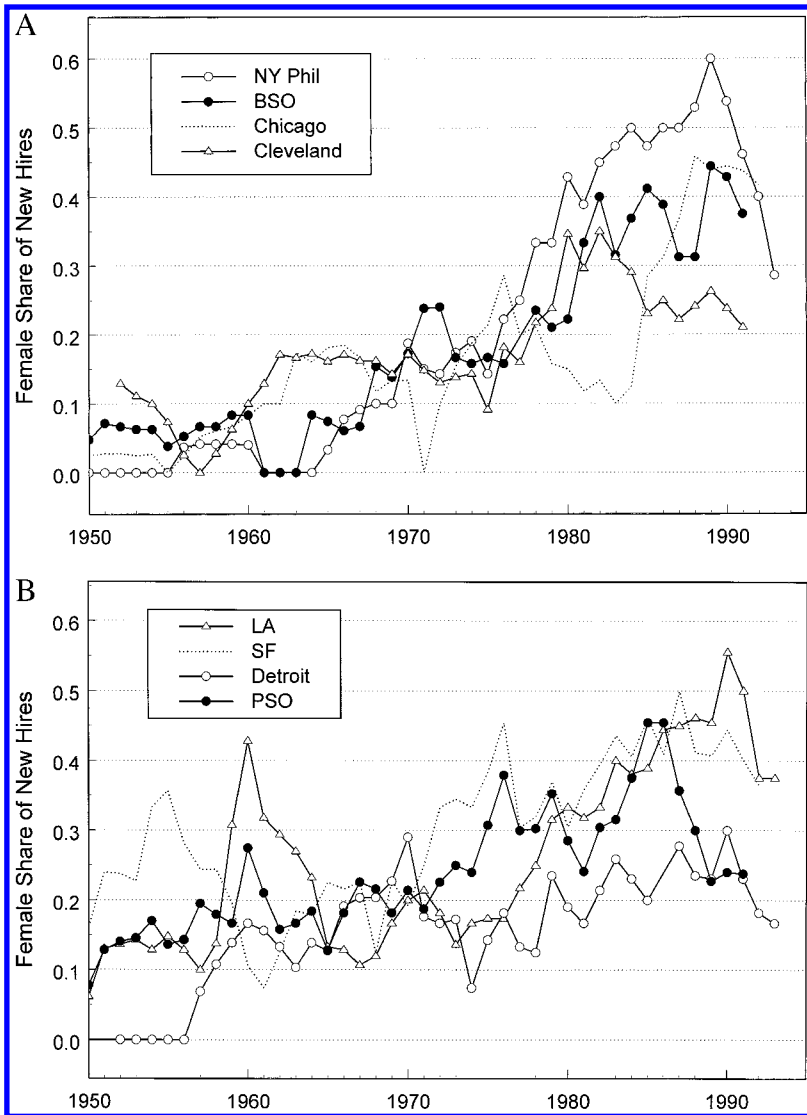 A
NY Phil
BSO
Chicago
Cleveland
Female Share of New Hires
0.6
0.5
0.4
0.3
0.2
0.1
0.0
1950 1960 1970 1980 1990
B
LA
SF
Detroit
PSO
Female Share of New Hires
0.6
0.5
0.4
0.3
0.2
0.1
0.0
1950 1960 1970 1980 1990